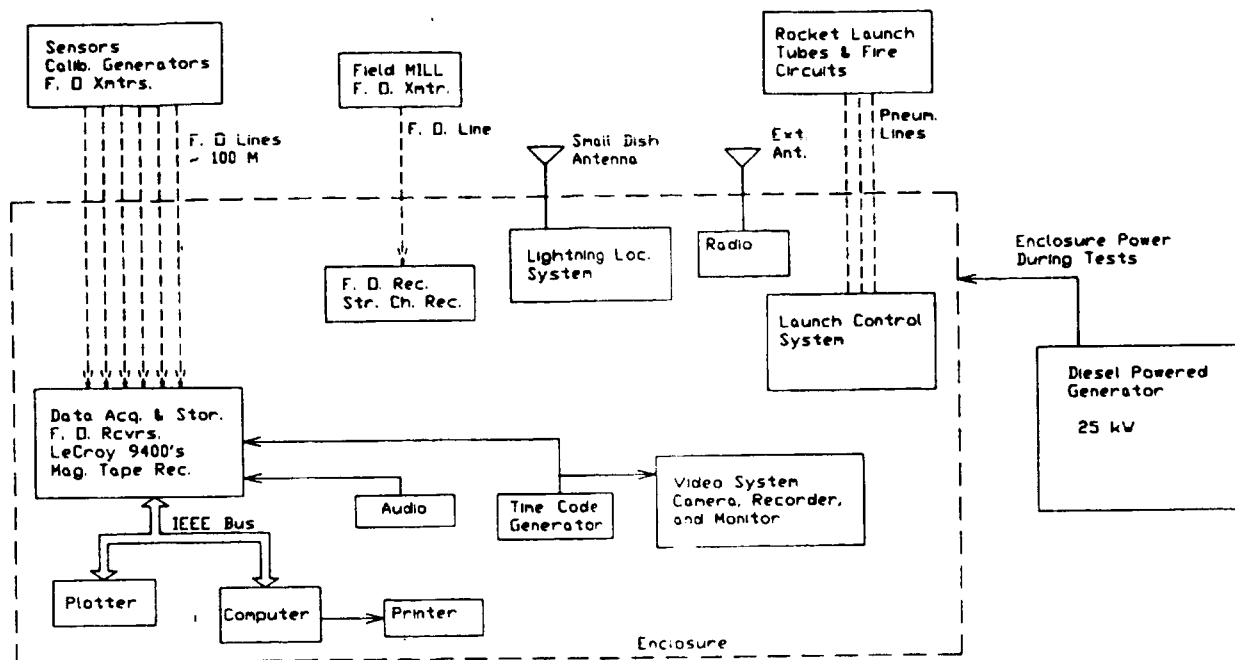 Sensors
Calib. Generators
F. O Xmtrs.
Field MILL
F. O. Xmtr.
Rocket Launch
Tubes & Fire
Circuits
F. O Lines
~ 100 M
F. O. Line
Small Dish
Antenna
Ext.
Ant.
Pneum.
Lines
Lightning Loc.
System
Radio
Enclosure Power
During Tests
F. O. Rec.
Str. Ch. Rec.
Launch Control
System
Diesel Powered
Generator
25 kW
Data Acq. & Stor.
F. O. Rcvrs.
LeCroy 9400's
Mag. Tape Rec.
Audio
Time Code
Generator
Video System
Camera, Recorder,
and Monitor
IEEE Bus
Plotter
Computer
Printer
Enclosure